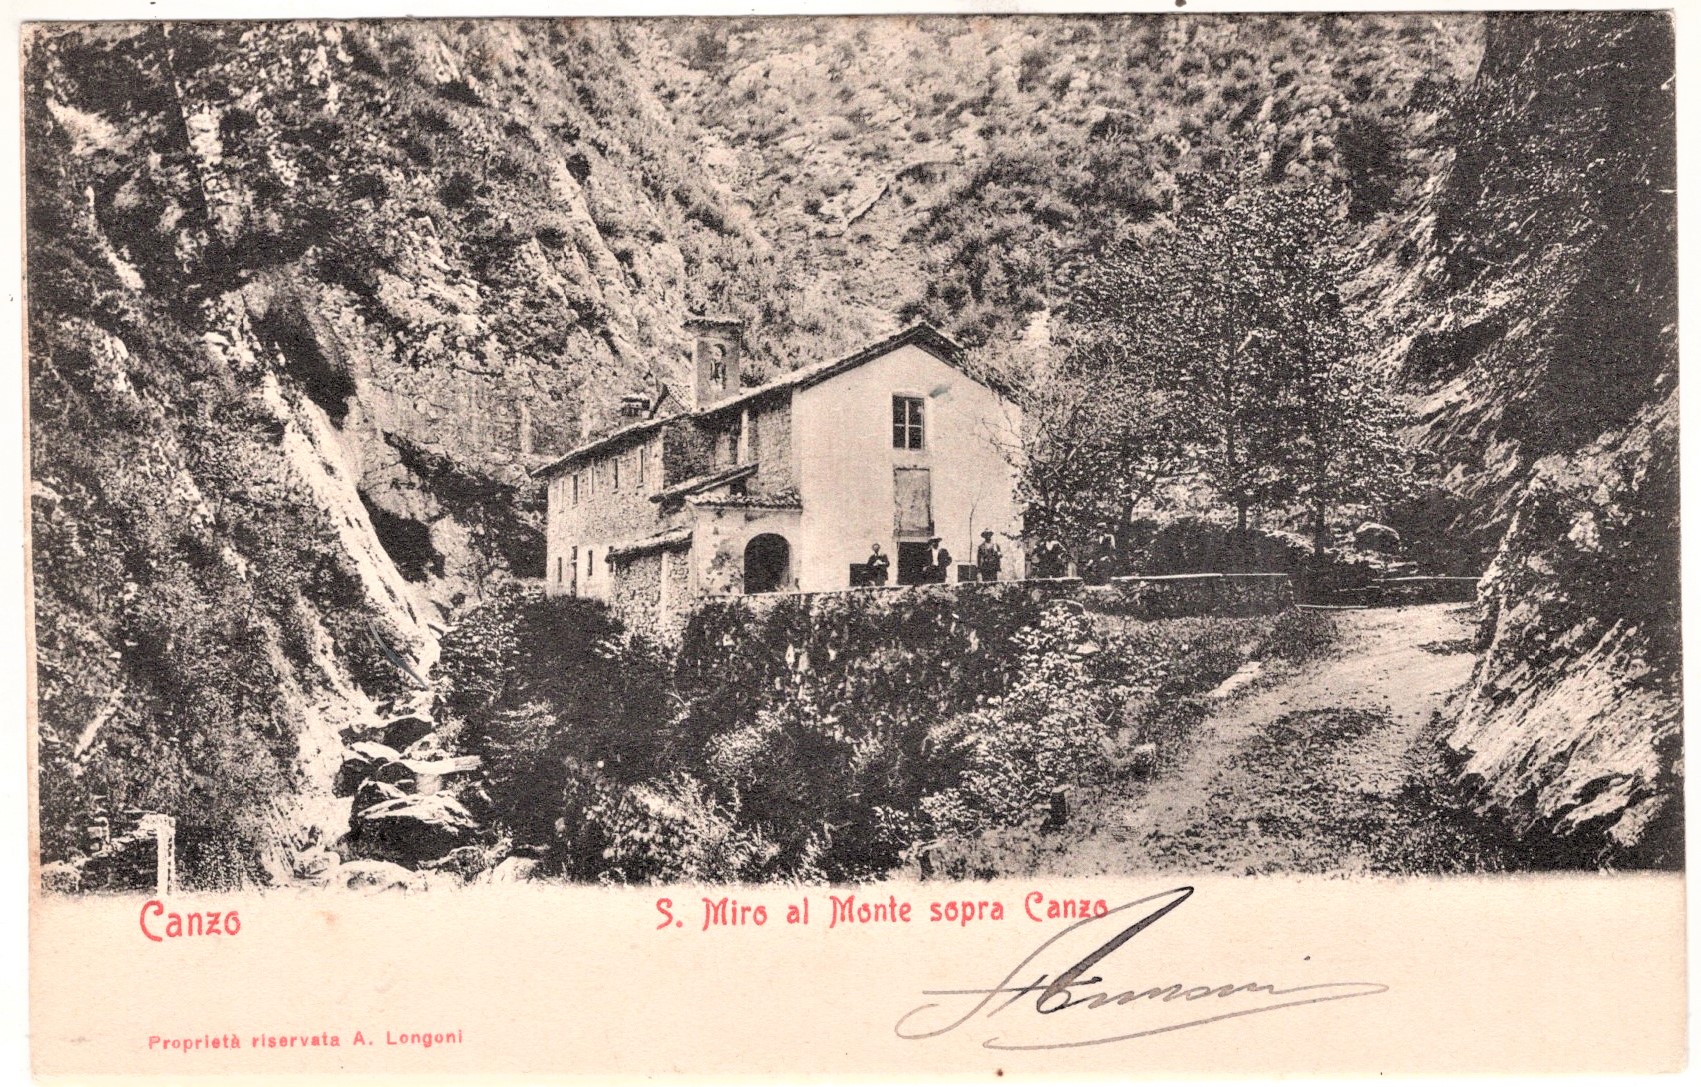 Canzo
S. Miro al Monte sopra Canzo
Proprietà riservata A. Longoni